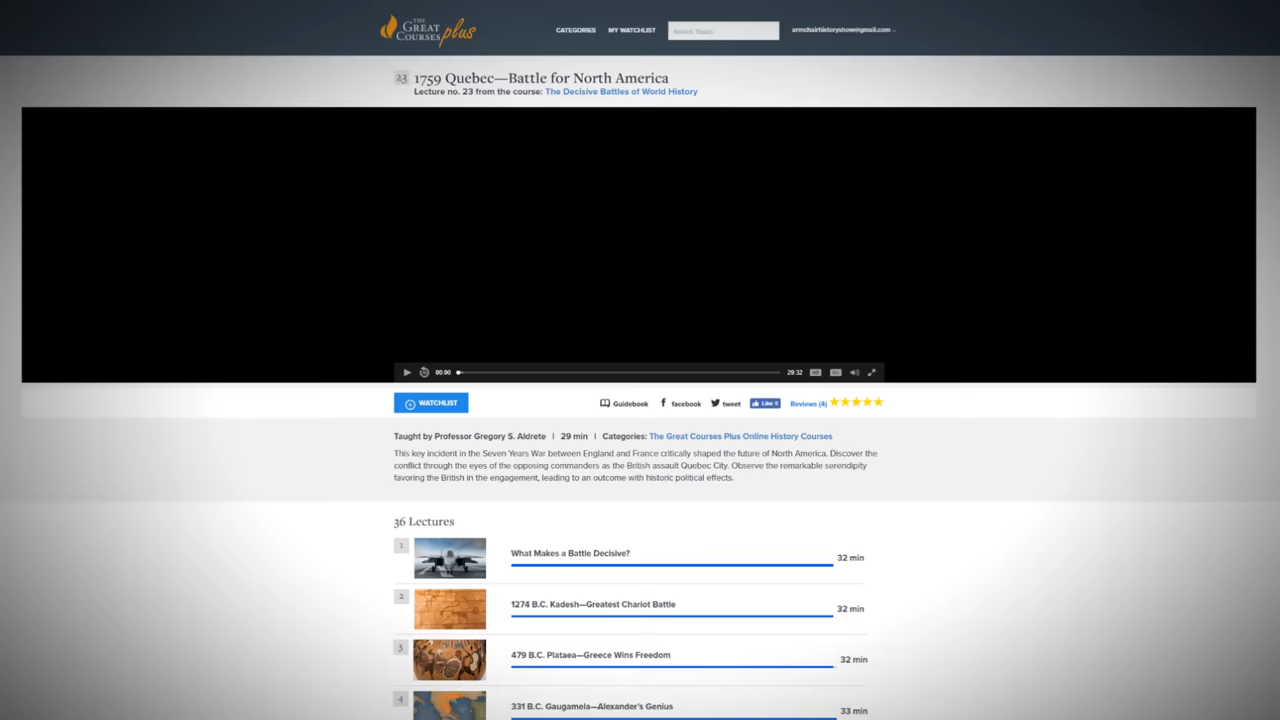 THE GREAT COURSES plus
CATEGORIES
MY WATCHLIST
Search Topics
armchairhistoryshow@gmail.com
23 1759 Quebec—Battle for North America
Lecture no. 23 from the course: The Decisive Battles of World History
00:00
29:32
WATCHLIST
Guidebook
facebook
tweet
Like 0
Reviews (4)
Taught by Professor Gregory S. Aldrete | 29 min | Categories: The Great Courses Plus Online History Courses
This key incident in the Seven Years War between England and France critically shaped the future of North America. Discover the
conflict through the eyes of the opposing commanders as the British assault Quebec City. Observe the remarkable serendipity
favoring the British in the engagement, leading to an outcome with historic political effects.
36 Lectures
1 What Makes a Battle Decisive? 32 min
2 1274 B.C. Kadesh—Greatest Chariot Battle 32 min
3 479 B.C. Plataea—Greece Wins Freedom 32 min
4 331 B.C. Gaugamela—Alexander's Genius 33 min